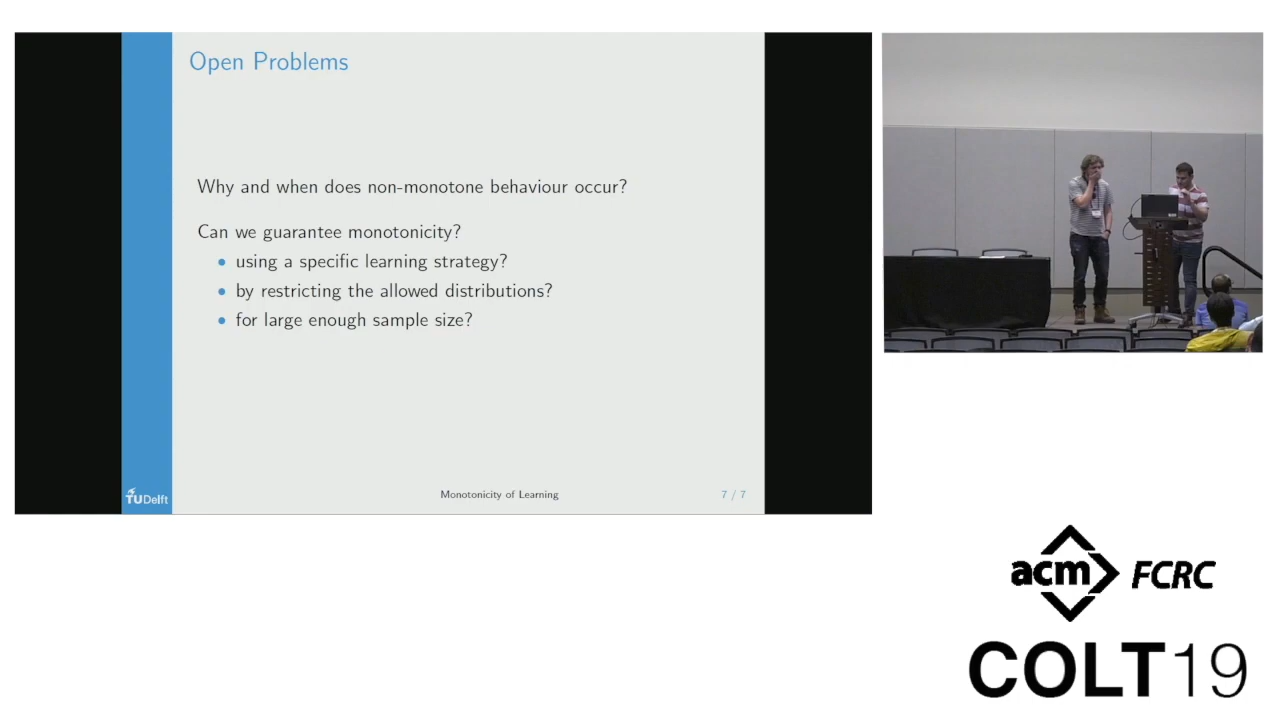 Open Problems
Why and when does non-monotone behaviour occur?
Can we guarantee monotonicity?
• using a specific learning strategy?
• by restricting the allowed distributions?
• for large enough sample size?
TUDelft
Monotonicity of Learning
7 / 7
acm FCRC
COLT19